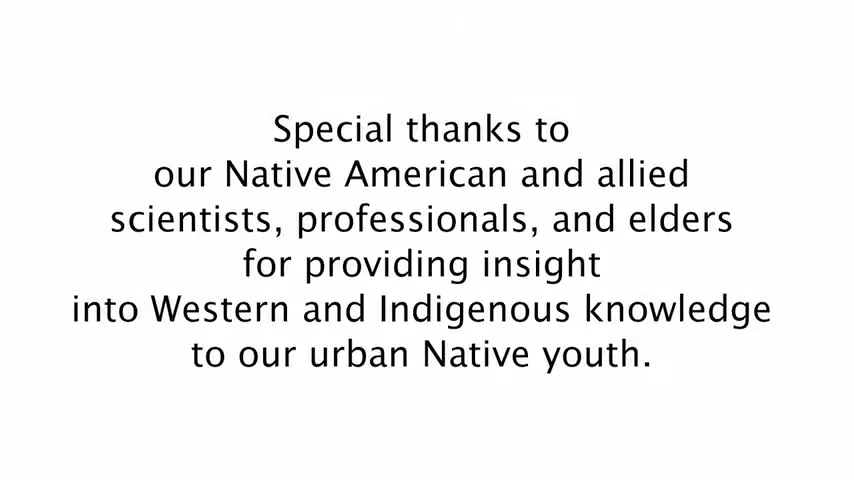 Special thanks to
our Native American and allied
scientists, professionals, and elders
for providing insight
into Western and Indigenous knowledge
to our urban Native youth.